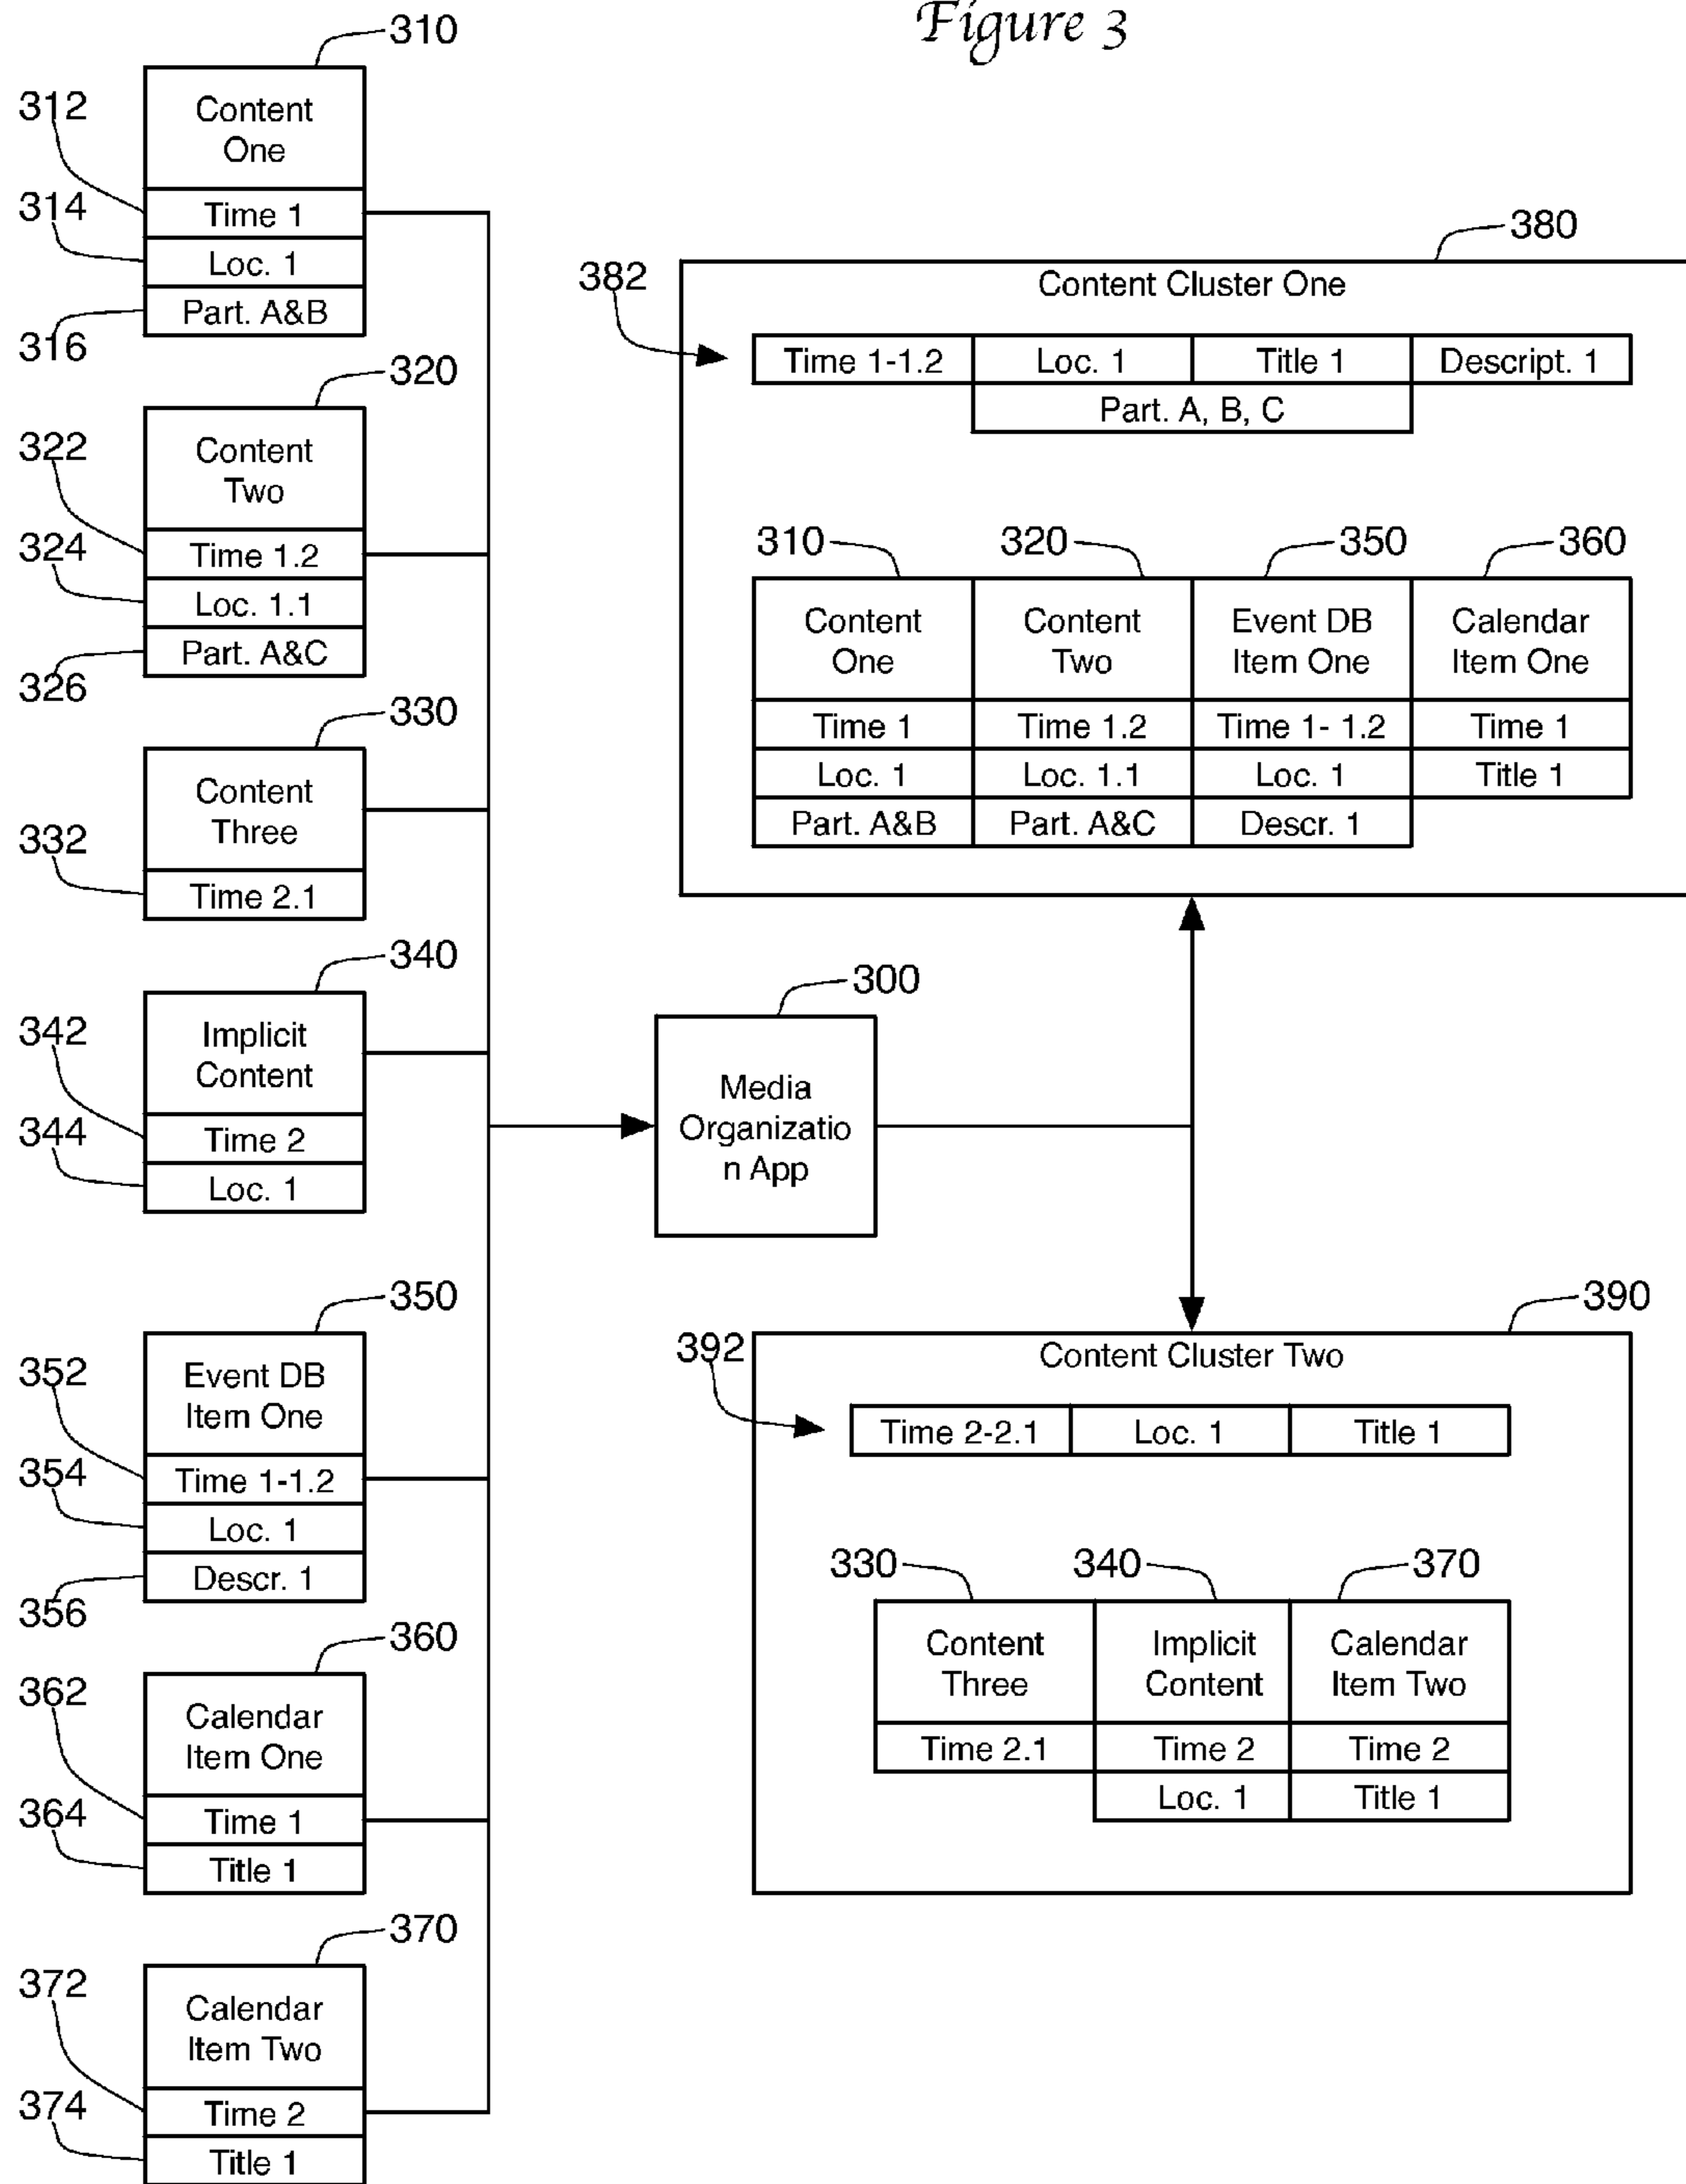 Figure 3
310
Content
One
312
Time 1
314
Loc. 1
Part. A&B
316
320
Content
Two
322
Time 1.2
324
Loc. 1.1
Part. A&C
326
330
Content
Three
332
Time 2.1
340
Implicit
Content
342
Time 2
344
Loc. 1
350
Event DB
Item One
352
Time 1-1.2
354
Loc. 1
Descr. 1
356
360
Calendar
Item One
362
Time 1
364
Title 1
370
Calendar
Item Two
372
Time 2
374
Title 1
300
Media
Organizatio
n App
380
Content Cluster One
382
Time 1-1.2 Loc. 1 Title 1 Descript. 1
Part. A, B, C
310 320 350 360
Content Content Event DB Calendar
One Two Item One Item One
Time 1 Time 1.2 Time 1- 1.2 Time 1
Loc. 1 Loc. 1.1 Loc. 1 Title 1
Part. A&B Part. A&C Descr. 1
390
Content Cluster Two
392
Time 2-2.1 Loc. 1 Title 1
330 340 370
Content Implicit Calendar
Three Content Item Two
Time 2.1 Time 2 Time 2
Loc. 1 Title 1